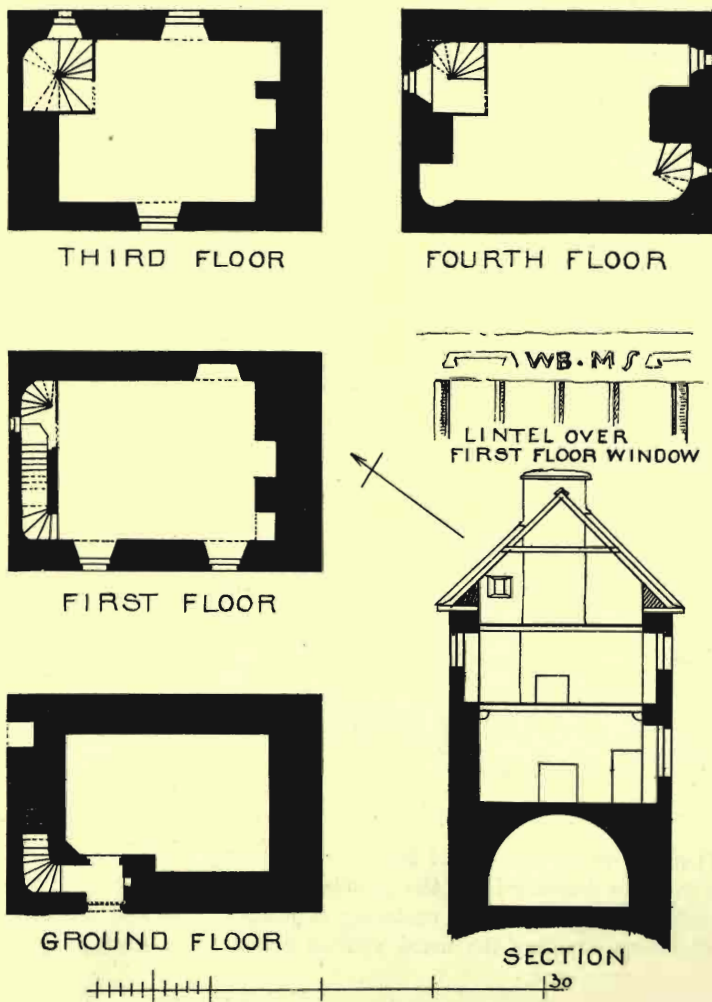 THIRD FLOOR
FOURTH FLOOR
WB·MS
LINTEL OVER
FIRST FLOOR WINDOW
FIRST FLOOR
GROUND FLOOR
SECTION
30